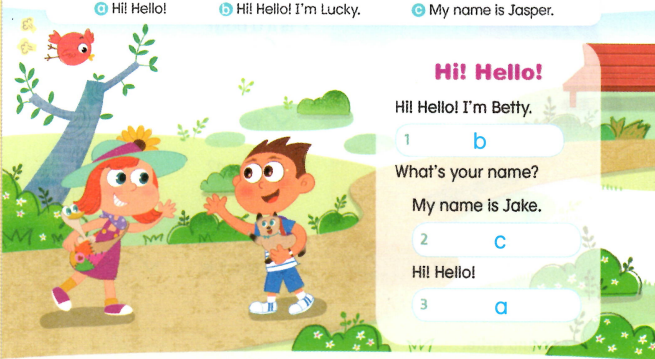 a Hi! Hello! b Hi! Hello! I'm Lucky. c My name is Jasper.
Hi! Hello!
Hi! Hello! I'm Betty.
1 b
What's your name?
My name is Jake.
2 c
Hi! Hello!
3 a